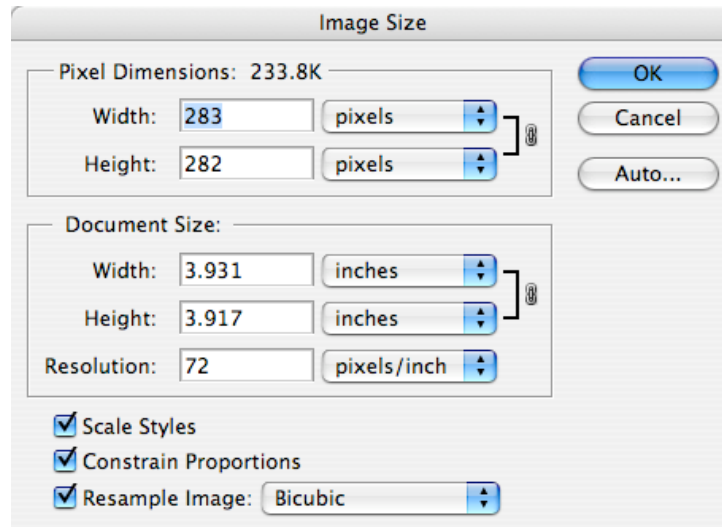 Image Size
Pixel Dimensions: 233.8K
Width: 283 pixels
Height: 282 pixels
OK
Cancel
Auto...
Document Size:
Width: 3.931 inches
Height: 3.917 inches
Resolution: 72 pixels/inch
Scale Styles
Constrain Proportions
Resample Image: Bicubic